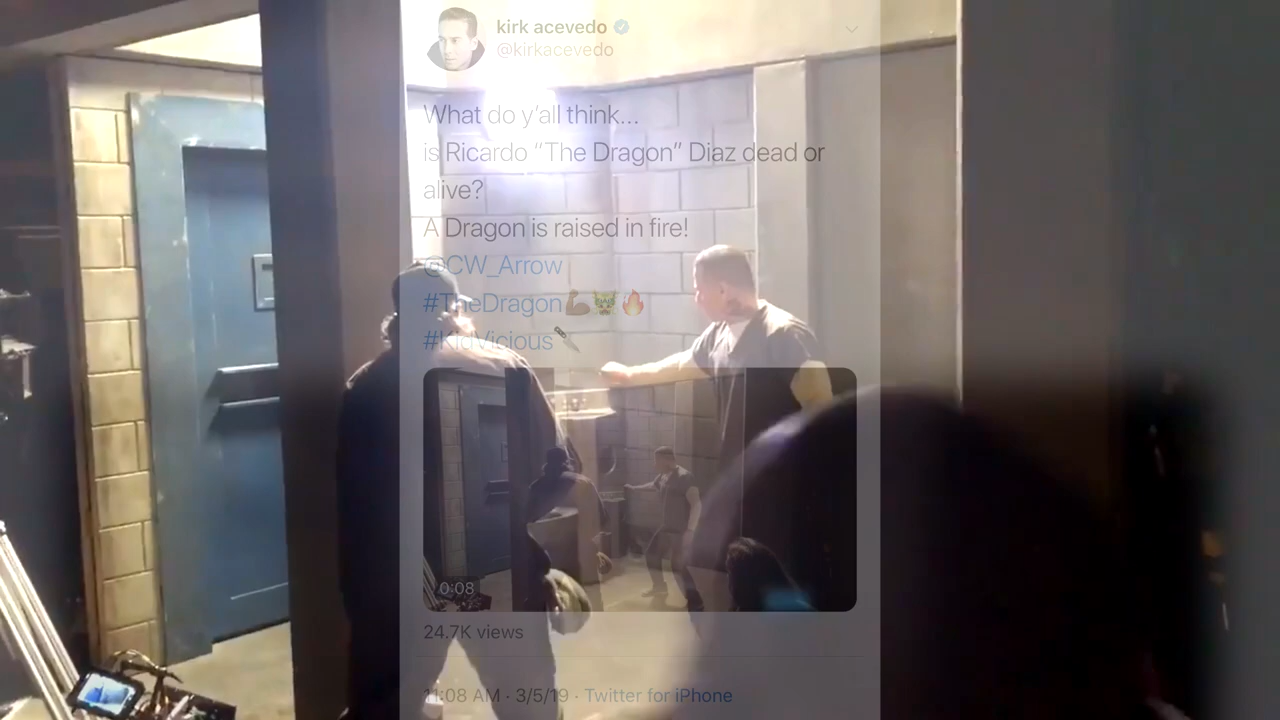 kirk acevedo
@kirkacevedo
What do y'all think...
is Ricardo “The Dragon” Diaz dead or
alive?
A Dragon is raised in fire!
@CW_Arrow
#TheDragon💪🐲🔥
#KidVicious🔪
0:08
24.7K views
11:08 AM · 3/5/19 · Twitter for iPhone